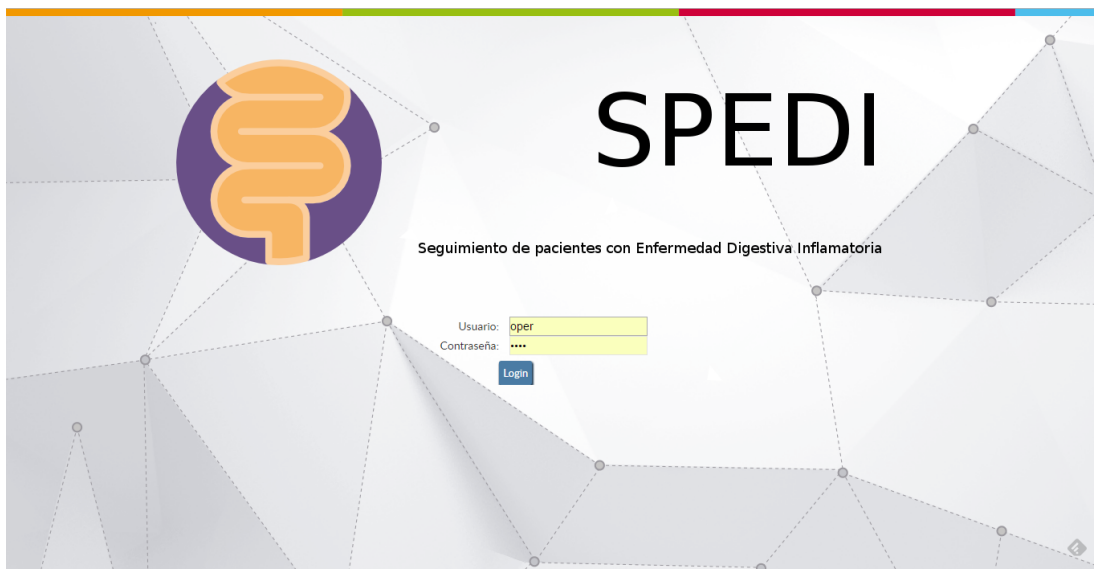 SPEDI
Seguimiento de pacientes con Enfermedad Digestiva Inflamatoria
Usuario: oper
Contraseña: ••••
Login